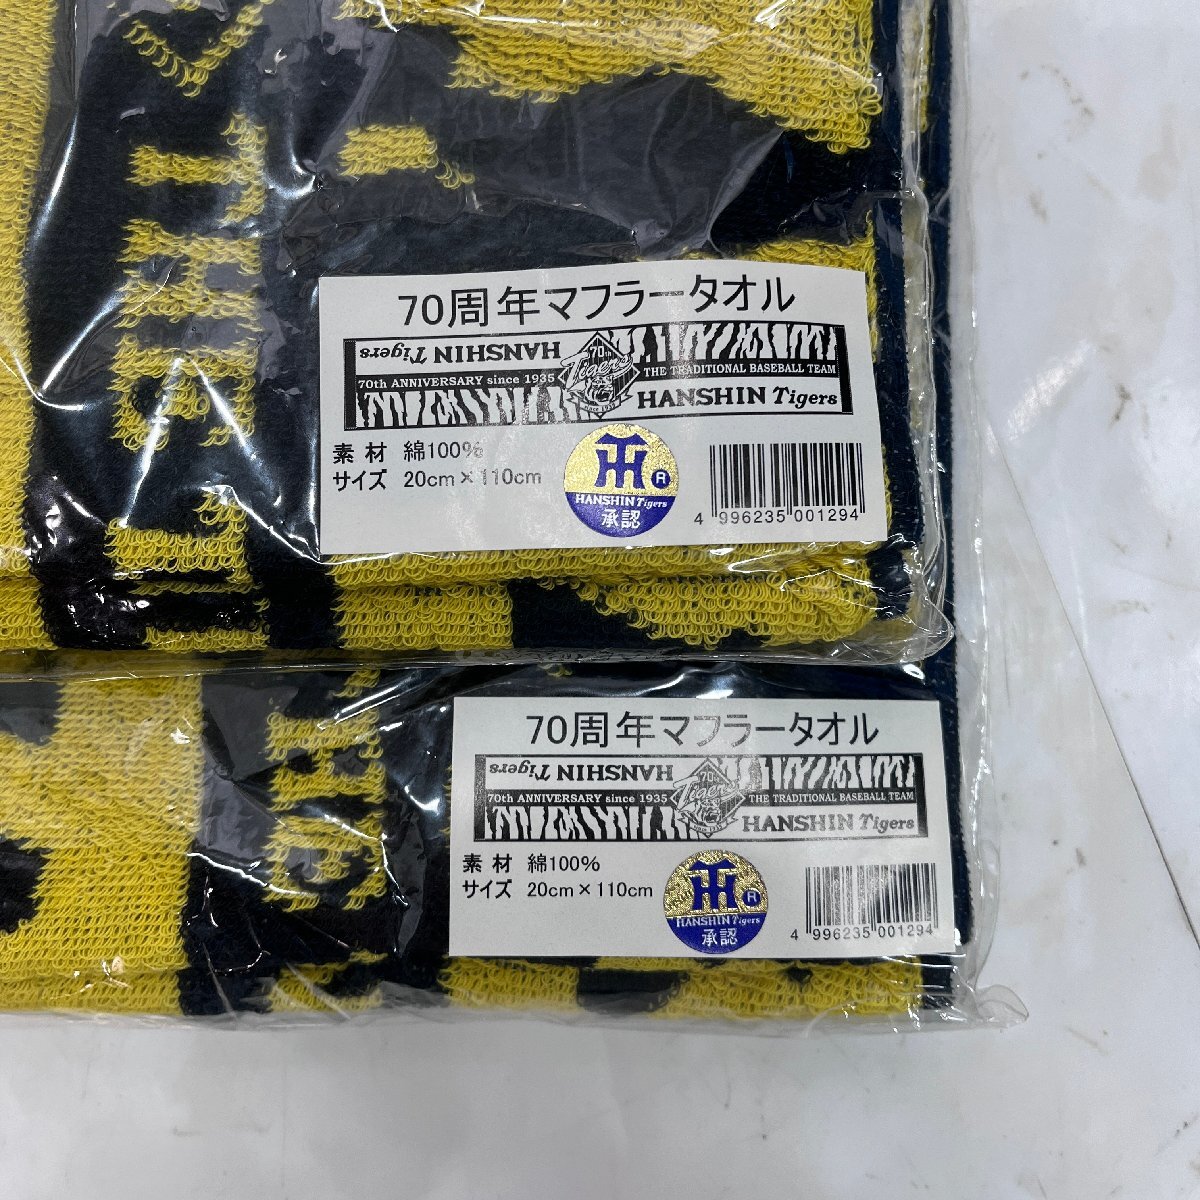 70周年マフラータオル
HANSHIN Tigers
70th
Tigers
70th ANNIVERSARY since 1935
THE TRADITIONAL BASEBALL TEAM
HANSHIN Tigers
素材 綿100%
サイズ 20cm×110cm
HANSHIN Tigers
承認
4 996235 001294
70周年マフラータオル
HANSHIN Tigers
70th
Tigers
70th ANNIVERSARY since 1935
THE TRADITIONAL BASEBALL TEAM
HANSHIN Tigers
素材 綿100%
サイズ 20cm×110cm
HANSHIN Tigers
承認
4 996235 001294